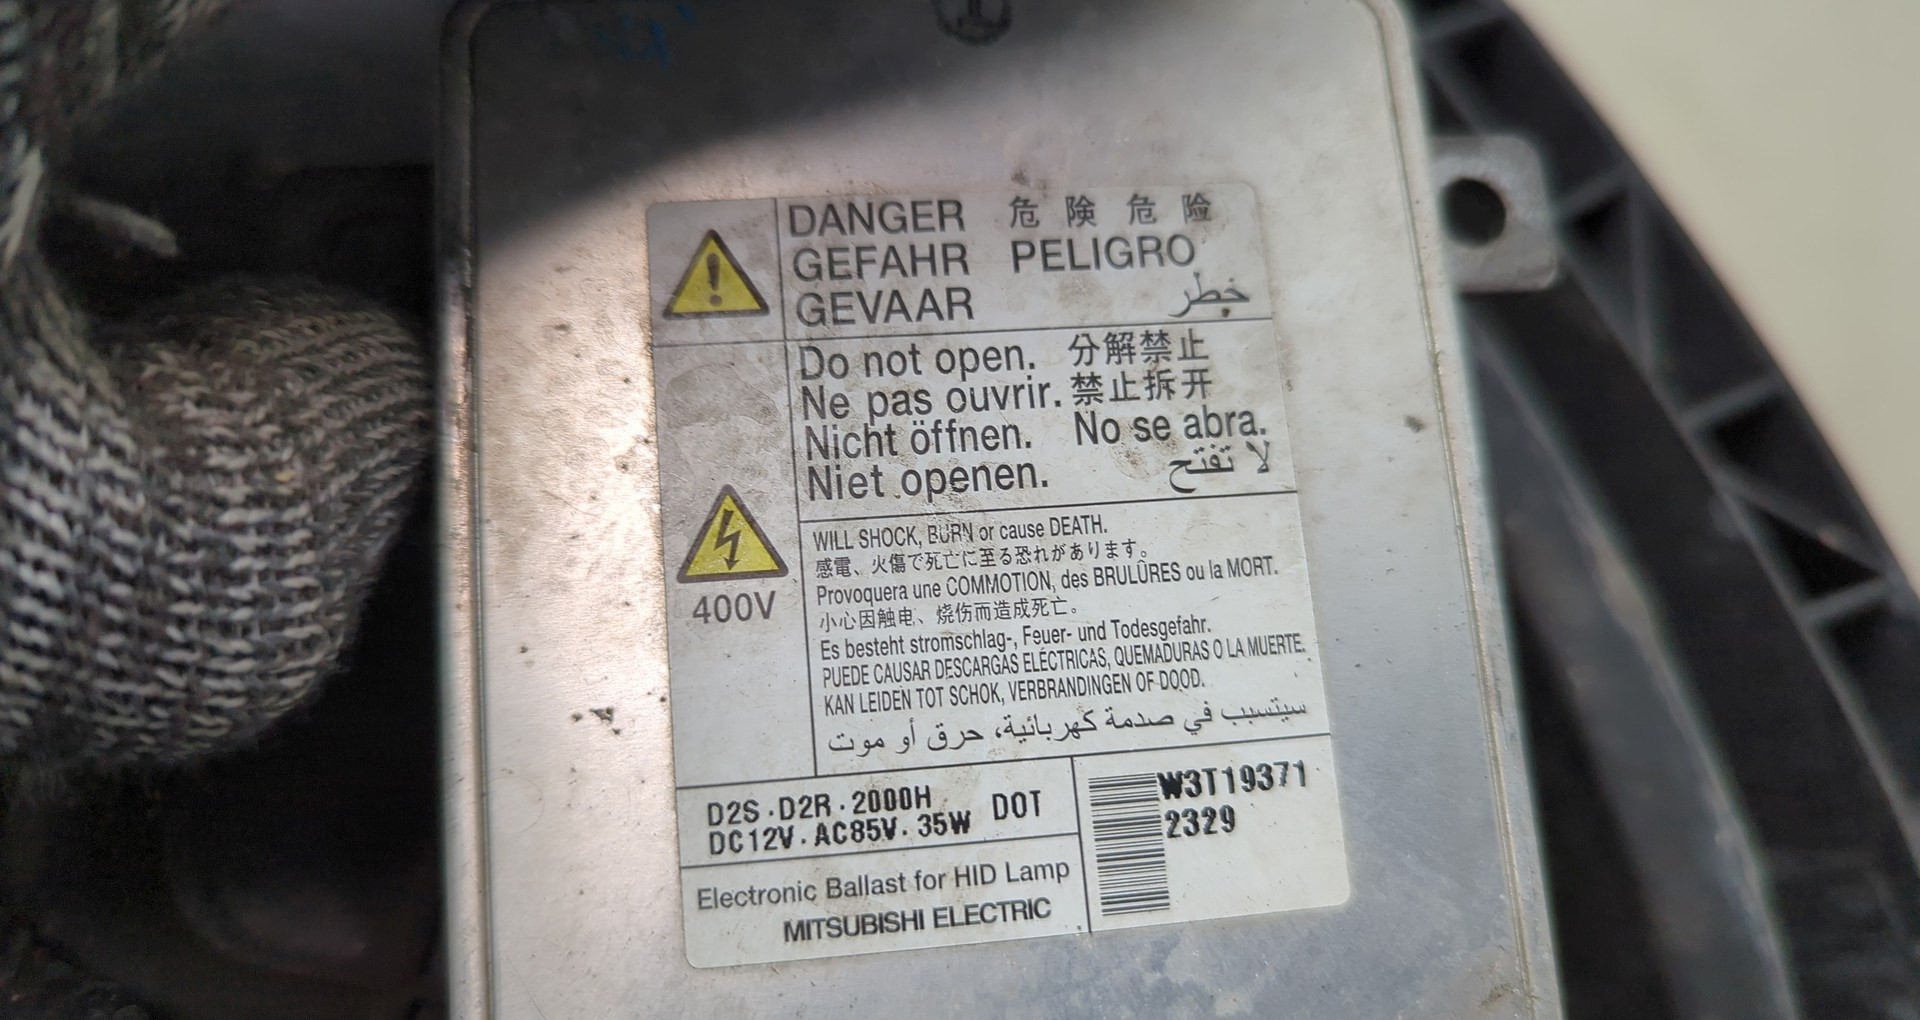 DANGER 危険 危险
GEFAHR PELIGRO
GEVAAR خطر
Do not open. 分解禁止
Ne pas ouvrir. 禁止拆开
Nicht öffnen. No se abra.
Niet openen. لا تفتح
WILL SHOCK, BURN or cause DEATH.
感電、火傷で死亡に至る恐れがあります。
Provoquera une COMMOTION, des BRULÛRES ou la MORT.
小心因触电、烧伤而造成死亡。
Es besteht stromschlag-, Feuer- und Todesgefahr.
PUEDE CAUSAR DESCARGAS ELÉCTRICAS, QUEMADURAS O LA MUERTE.
KAN LEIDEN TOT SCHOK, VERBRANDINGEN OF DOOD.
سيتسبب في صدمة كهربائية، حرق أو موت
400V
D2S·D2R·2000H DOT
DC12V·AC85V·35W
Electronic Ballast for HID Lamp
MITSUBISHI ELECTRIC
W3T19371
2329